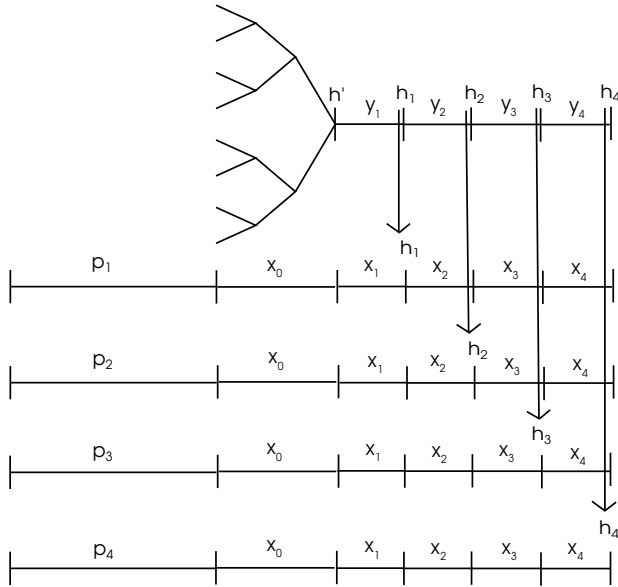 h' y₁ h₁ y₂ h₂ y₃ h₃ y₄ h₄
h₁
p₁ x₀ x₁ x₂ x₃ x₄
h₂
p₂ x₀ x₁ x₂ x₃ x₄
h₃
p₃ x₀ x₁ x₂ x₃ x₄
h₄
p₄ x₀ x₁ x₂ x₃ x₄